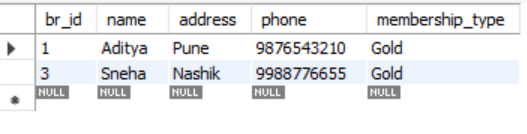 br_id name address phone membership_type
1 Aditya Pune 9876543210 Gold
3 Sneha Nashik 9988776655 Gold
NULL NULL NULL NULL NULL